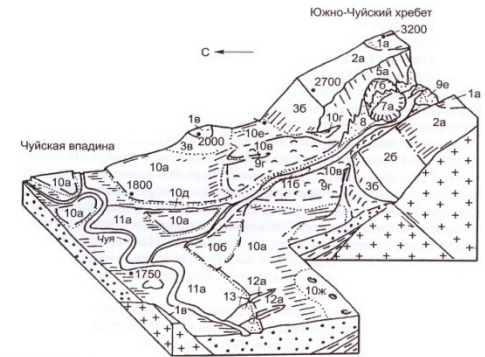 Южно-Чуйский хребет
3200
1а
С
2а
5а
2700
6
9е
7а
1а
1в
3б
10г
8
2а
Чуйская впадина
3в
2000
10е
10в
9г
2б
10а
10а
1800
10в
11б
9г
3б
10д
10а
11а
10а
10б
10а
Чуя
1750
11а
12а
10ж
13
12а
1в